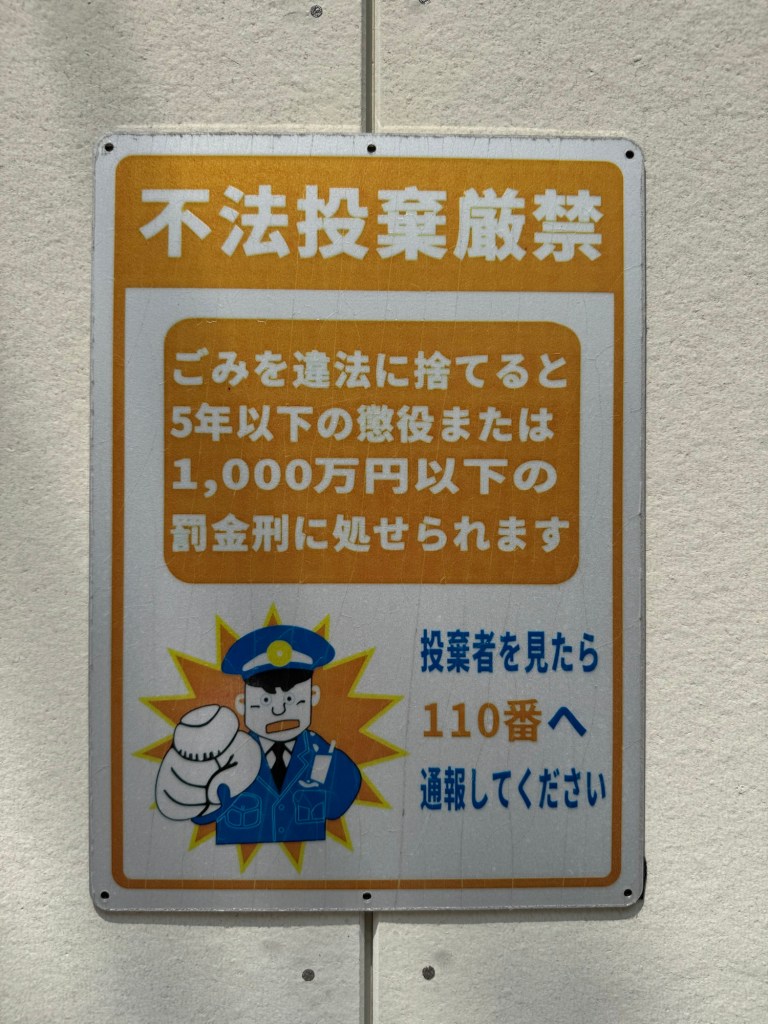 不法投棄厳禁
ごみを違法に捨てると
5年以下の懲役または
1,000万円以下の
罰金刑に処せられます
投棄者を見たら
110番へ
通報してください